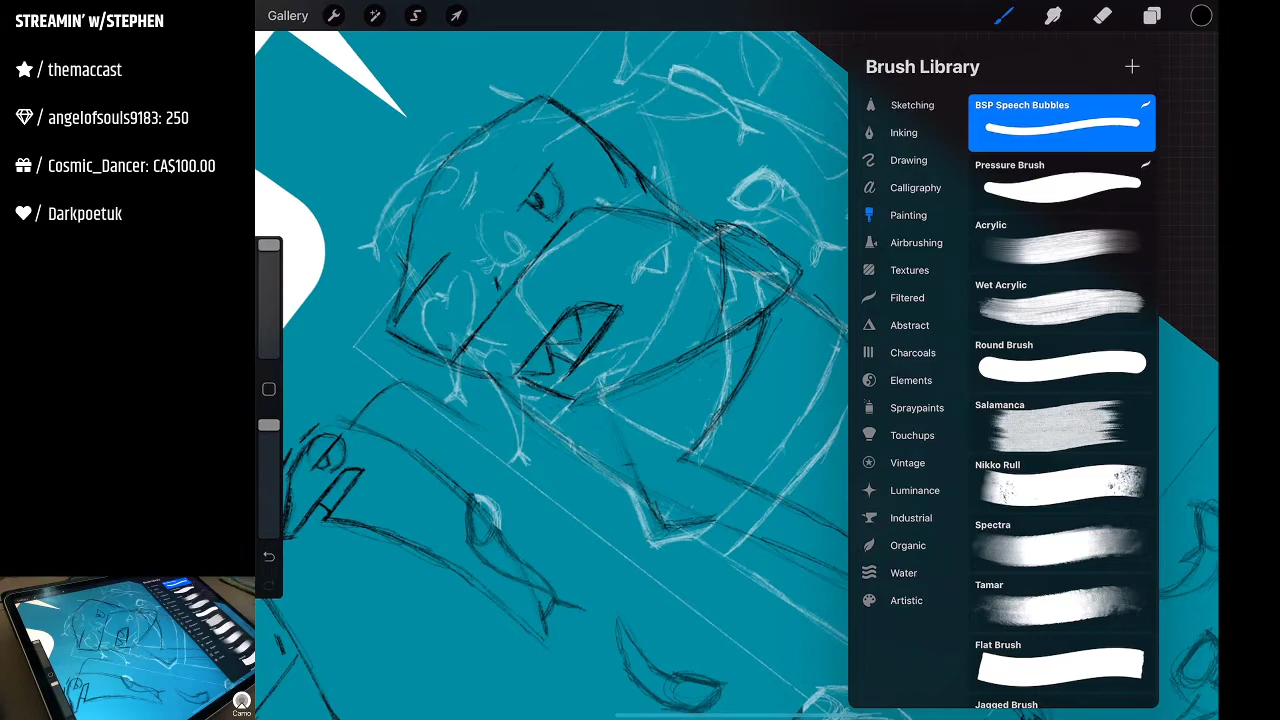 STREAMIN' w/STEPHEN
/ themaccast
/ angelofsouls9183: 250
/ Cosmic_Dancer: CA$100.00
/ Darkpoetuk
Camo
Gallery
Brush Library
Sketching
Inking
Drawing
Calligraphy
Painting
Airbrushing
Textures
Filtered
Abstract
Charcoals
Elements
Spraypaints
Touchups
Vintage
Luminance
Industrial
Organic
Water
Artistic
BSP Speech Bubbles
Pressure Brush
Acrylic
Wet Acrylic
Round Brush
Salamanca
Nikko Rull
Spectra
Tamar
Flat Brush
Jagged Brush